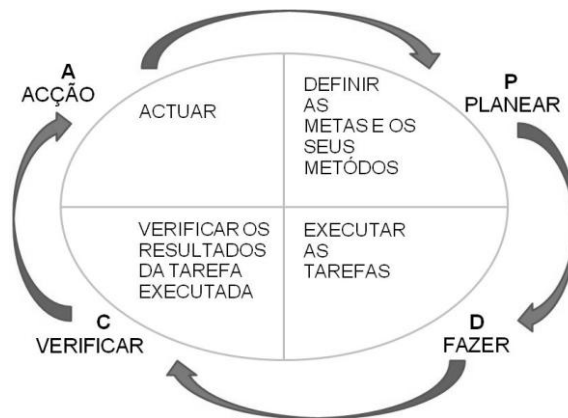 A
ACÇÃO
ACTUAR
DEFINIR
AS
METAS E OS
SEUS
METÓDOS
P
PLANEAR
VERIFICAR OS
RESULTADOS
DA TAREFA
EXECUTADA
EXECUTAR
AS
TAREFAS
C
VERIFICAR
D
FAZER